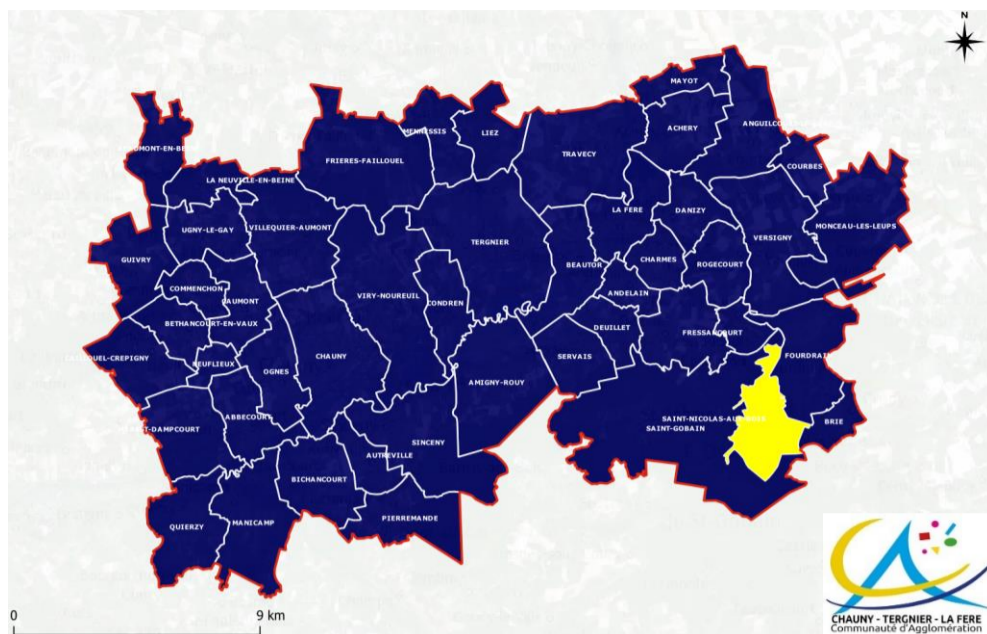 N
MAYOT
ACHERY
LIEZ
TRAVECY
FRIERES-FAILLOUEL
COURBES
LA NEUVILLE-EN-BEINE
LA FERE
DANIZY
MONCEAU-LES-LEUPS
UGNY-LE-GAY
VILLEQUIER-AUMONT
VERSIGNY
TERGNIER
GUIVRY
CHARMES
ROGECOURT
BEAUTOR
COMMENCHON
VIRY-NOUREUIL
CONDREN
ANDELAIN
CAUMONT
BETHANCOURT-EN-VAUX
DEUILLET
FRESSANCOURT
CHAUNY
SERVAIS
FOURDRAIN
NEUFLIEUX
OGNES
AMIGNY-ROUY
ABBECOURT
SAINT-NICOLAS-AUX-BOIS
BRIE
SAINT-GOBAIN
SINCENY
AUTREVILLE
BICHANCOURT
PIERREMANDE
QUIERZY
MANICAMP
0
9 km
CHAUNY - TERGNIER - LA FERE
Communauté d'Agglomération